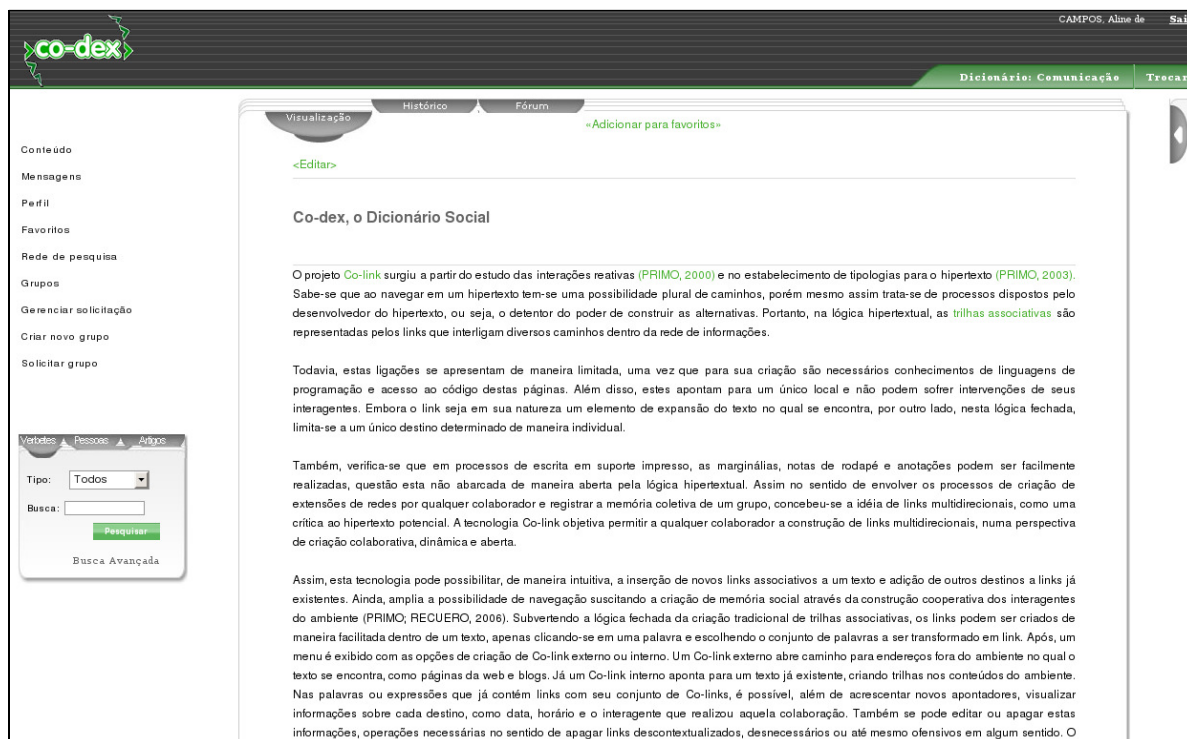 CAMPOS, Aline de Sai
co-dex
Dicionário: Comunicação Trocar
Visualização Histórico Fórum
«Adicionar para favoritos»
<Editar>
Conteúdo
Mensagens
Perfil
Favoritos
Rede de pesquisa
Grupos
Gerenciar solicitação
Criar novo grupo
Solicitar grupo
Verbetes Pessoas Artigos
Tipo: Todos
Busca:
Pesquisar
Busca Avançada
Co-dex, o Dicionário Social
O projeto Co-link surgiu a partir do estudo das interações reativas (PRIMO, 2000) e no estabelecimento de tipologias para o hipertexto (PRIMO, 2003).
Sabe-se que ao navegar em um hipertexto tem-se uma possibilidade plural de caminhos, porém mesmo assim trata-se de processos dispostos pelo
desenvolvedor do hipertexto, ou seja, o detentor do poder de construir as alternativas. Portanto, na lógica hipertextual, as trilhas associativas são
representadas pelos links que interligam diversos caminhos dentro da rede de informações.
Todavia, estas ligações se apresentam de maneira limitada, uma vez que para sua criação são necessários conhecimentos de linguagens de
programação e acesso ao código destas páginas. Além disso, estes apontam para um único local e não podem sofrer intervenções de seus
interagentes. Embora o link seja em sua natureza um elemento de expansão do texto no qual se encontra, por outro lado, nesta lógica fechada,
limita-se a um único destino determinado de maneira individual.
Também, verifica-se que em processos de escrita em suporte impresso, as marginálias, notas de rodapé e anotações podem ser facilmente
realizadas, questão esta não abarcada de maneira aberta pela lógica hipertextual. Assim no sentido de envolver os processos de criação de
extensões de redes por qualquer colaborador e registrar a memória coletiva de um grupo, concebeu-se a idéia de links multidirecionais, como uma
crítica ao hipertexto potencial. A tecnologia Co-link objetiva permitir a qualquer colaborador a construção de links multidirecionais, numa perspectiva
de criação colaborativa, dinâmica e aberta.
Assim, esta tecnologia pode possibilitar, de maneira intuitiva, a inserção de novos links associativos a um texto e adição de outros destinos a links já
existentes. Ainda, amplia a possibilidade de navegação suscitando a criação de memória social através da construção cooperativa dos interagentes
do ambiente (PRIMO; RECUERO, 2006). Subvertendo a lógica fechada da criação tradicional de trilhas associativas, os links podem ser criados de
maneira facilitada dentro de um texto, apenas clicando-se em uma palavra e escolhendo o conjunto de palavras a ser transformado em link. Após, um
menu é exibido com as opções de criação de Co-link externo ou interno. Um Co-link externo abre caminho para endereços fora do ambiente no qual o
texto se encontra, como páginas da web e blogs. Já um Co-link interno aponta para um texto já existente, criando trilhas nos conteúdos do ambiente.
Nas palavras ou expressões que já contém links com seu conjunto de Co-links, é possível, além de acrescentar novos apontadores, visualizar
informações sobre cada destino, como data, horário e o interagente que realizou aquela colaboração. Também se pode editar ou apagar estas
informações, operações necessárias no sentido de apagar links descontextualizados, desnecessários ou até mesmo ofensivos em algum sentido. O